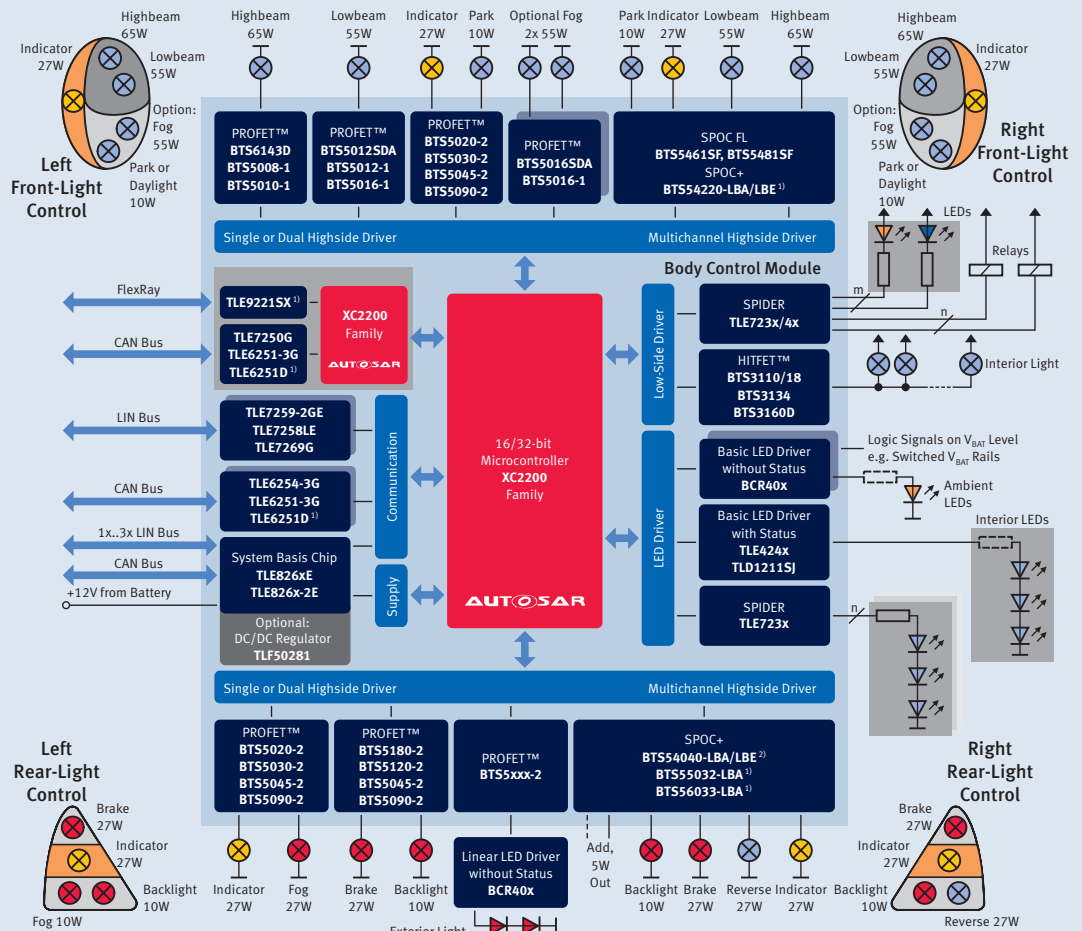 Highbeam
65W
Lowbeam
55W
Indicator
27W
Option:
Fog
55W
Park or
Daylight
10W
Left
Front-Light
Control
Highbeam
65W
Lowbeam
55W
Indicator
27W
Park
10W
Optional Fog
2x 55W
Park
10W
Indicator
27W
Lowbeam
55W
Highbeam
65W
Highbeam
65W
Lowbeam
55W
Indicator
27W
Option:
Fog
55W
Park or
Daylight
10W
Right
Front-Light
Control
PROFET™
BTS6143D
BTS5008-1
BTS5010-1
PROFET™
BTS5012SDA
BTS5012-1
BTS5016-1
PROFET™
BTS5020-2
BTS5030-2
BTS5045-2
BTS5090-2
PROFET™
BTS5016SDA
BTS5016-1
SPOC FL
BTS5461SF, BTS5481SF
SPOC+
BTS54220-LBA/LBE 1)
Single or Dual Highside Driver
Multichannel Highside Driver
Body Control Module
FlexRay
CAN Bus
LIN Bus
CAN Bus
1x..3x LIN Bus
CAN Bus
+12V from Battery
TLE9221SX 1)
TLE7250G
TLE6251-3G
TLE6251D 1)
XC2200
Family
AUTOSAR
TLE7259-2GE
TLE7258LE
TLE7269G
TLE6254-3G
TLE6251-3G
TLE6251D 1)
System Basis Chip
TLE826xE
TLE826x-2E
Optional:
DC/DC Regulator
TLF50281
Communication
Supply
16/32-bit
Microcontroller
XC2200
Family
AUTOSAR
Low-Side Driver
LED Driver
SPIDER
TLE723x/4x
HITFET™
BTS3110/18
BTS3134
BTS3160D
Basic LED Driver
without Status
BCR40x
Basic LED Driver
with Status
TLE424x
TLD1211SJ
SPIDER
TLE723x
LEDs
Relays
m
n
Interior Light
Logic Signals on VBAT Level
e.g. Switched VBAT Rails
Ambient
LEDs
Interior LEDs
n
Single or Dual Highside Driver
Multichannel Highside Driver
PROFET™
BTS5020-2
BTS5030-2
BTS5045-2
BTS5090-2
PROFET™
BTS5180-2
BTS5120-2
BTS5045-2
BTS5090-2
PROFET™
BTS5xxx-2
SPOC+
BTS54040-LBA/LBE 2)
BTS55032-LBA 1)
BTS56033-LBA 1)
Left
Rear-Light
Control
Brake
27W
Indicator
27W
Backlight
10W
Fog 10W
Indicator
27W
Fog
27W
Brake
27W
Backlight
10W
Linear LED Driver
without Status
BCR40x
Exterior Light
Add,
5W
Out
Backlight
10W
Brake
27W
Reverse
27W
Indicator
27W
Right
Rear-Light
Control
Brake
27W
Indicator
27W
Backlight
10W
Reverse 27W